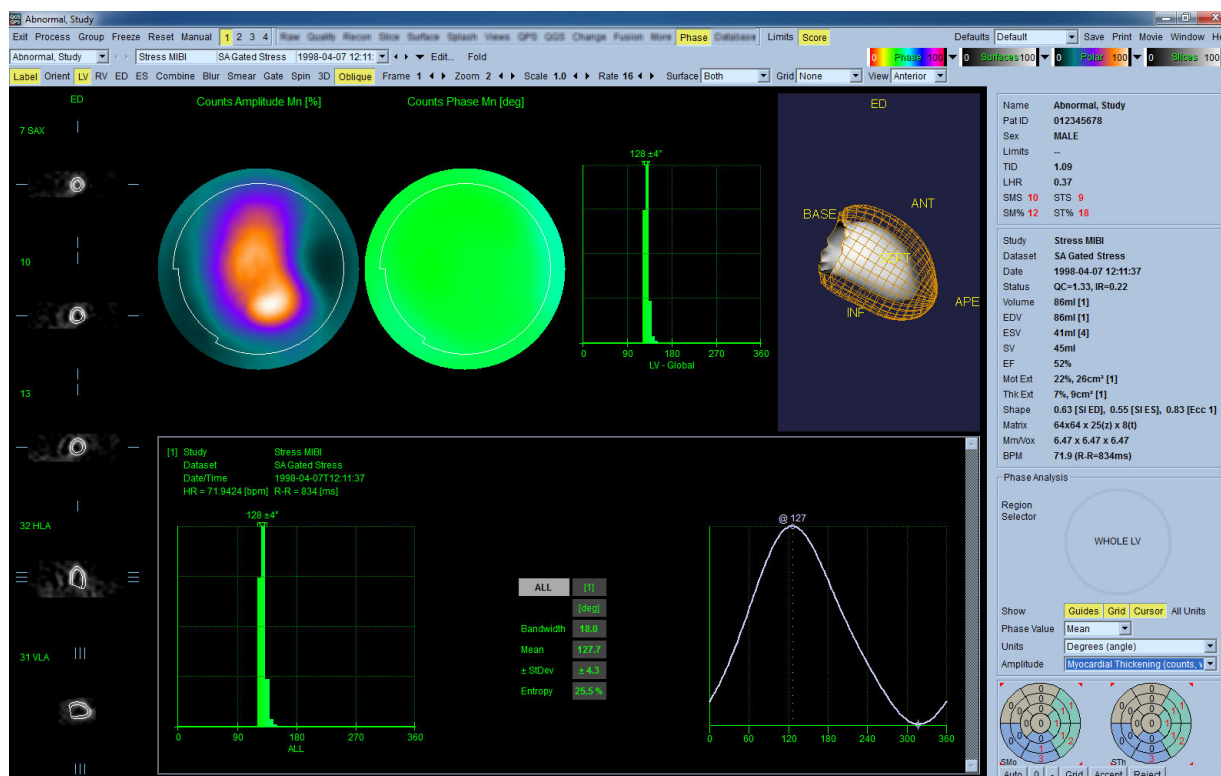 QGS QPS Abnormal, Study
Exit Process Group Freeze Reset Manual 1 2 3 4 Raw Quality Recon Slice Surface Splash Views QPS QGS Change Fusion More Phase Database Limits Score Defaults Default Save Print Movie Window He
Abnormal, Study Stress MIBI SA Gated Stress 1998-04-07 12:11: Edit... Fold 0 Phase 100 0 Surfaces 100 0 Polar 100 0 Slices 100
Label Orient LV RV ED ES Combine Blur Smear Gate Spin 3D Oblique Frame 1 Zoom 2 Scale 1.0 Rate 16 Surface Both Grid None View Anterior
ED
7 SAX
10
13
32 HLA
31 VLA
Counts Amplitude Mn [%]
Counts Phase Mn [deg]
128 ±4°
0 90 180 270 360
LV - Global
ED
BASE
ANT
SEPT
INF
APE
[1] Study Stress MIBI
Dataset SA Gated Stress
Date/Time 1998-04-07T12:11:37
HR = 71.9424 [bpm] R-R = 834 [ms]
128 ±4°
0 90 180 270 360
ALL
ALL [1]
[deg]
Bandwidth 18.0
Mean 127.7
± StDev ± 4.3
Entropy 25.5 %
@ 127
0 60 120 180 240 300 360
Name Abnormal, Study
Pat ID 012345678
Sex MALE
Limits --
TID 1.09
LHR 0.37
SMS 10 STS 9
SM% 12 ST% 18
Study Stress MIBI
Dataset SA Gated Stress
Date 1998-04-07 12:11:37
Status QC=1.33, IR=0.22
Volume 86ml [1]
EDV 86ml [1]
ESV 41ml [4]
SV 45ml
EF 52%
Mot Ext 22%, 26cm² [1]
Thk Ext 7%, 9cm² [1]
Shape 0.63 [SI ED], 0.55 [SI ES], 0.83 [Ecc 1]
Matrix 64x64 x 25(z) x 8(t)
Mm/Vox 6.47 x 6.47 x 6.47
BPM 71.9 (R-R=834ms)
Phase Analysis
Region
Selector
WHOLE LV
Show Guides Grid Cursor All Units
Phase Value Mean
Units Degrees (angle)
Amplitude Myocardial Thickening (counts, v
SMo STh
Auto 0 - Grid Accept Reject